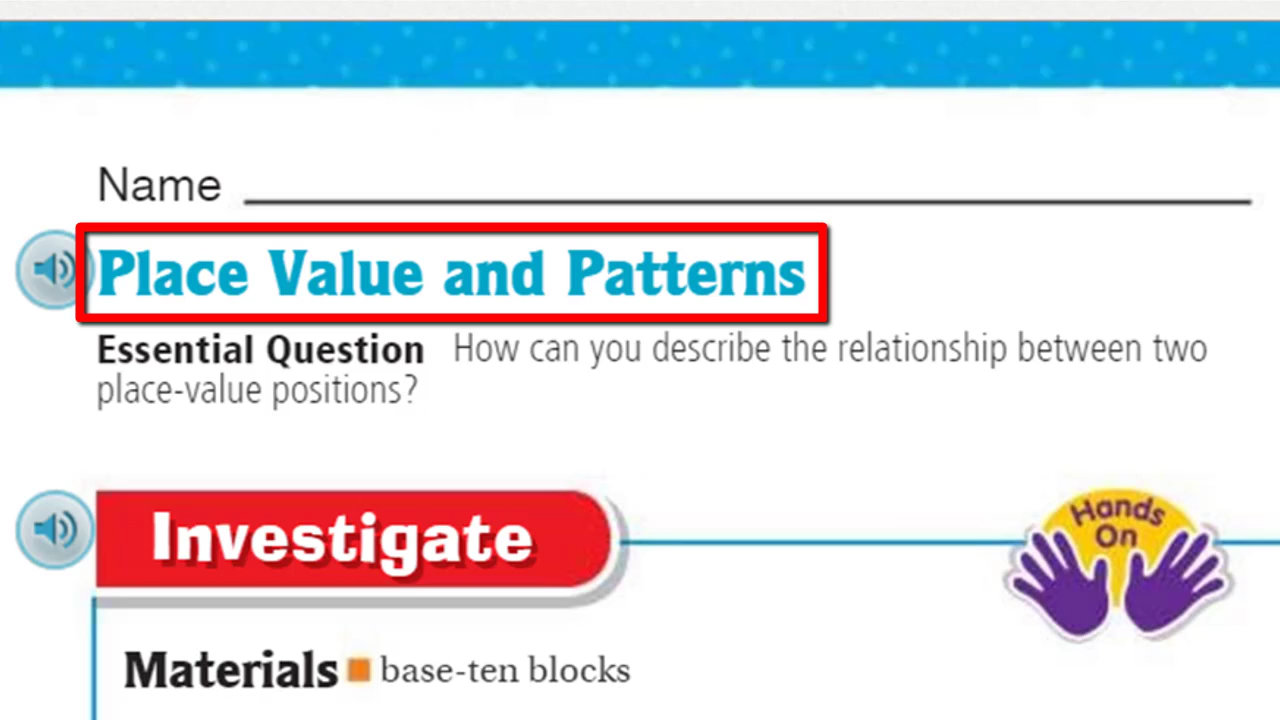 Name
Place Value and Patterns
Essential Question How can you describe the relationship between two
place-value positions?
Investigate
Hands
On
Materials base-ten blocks